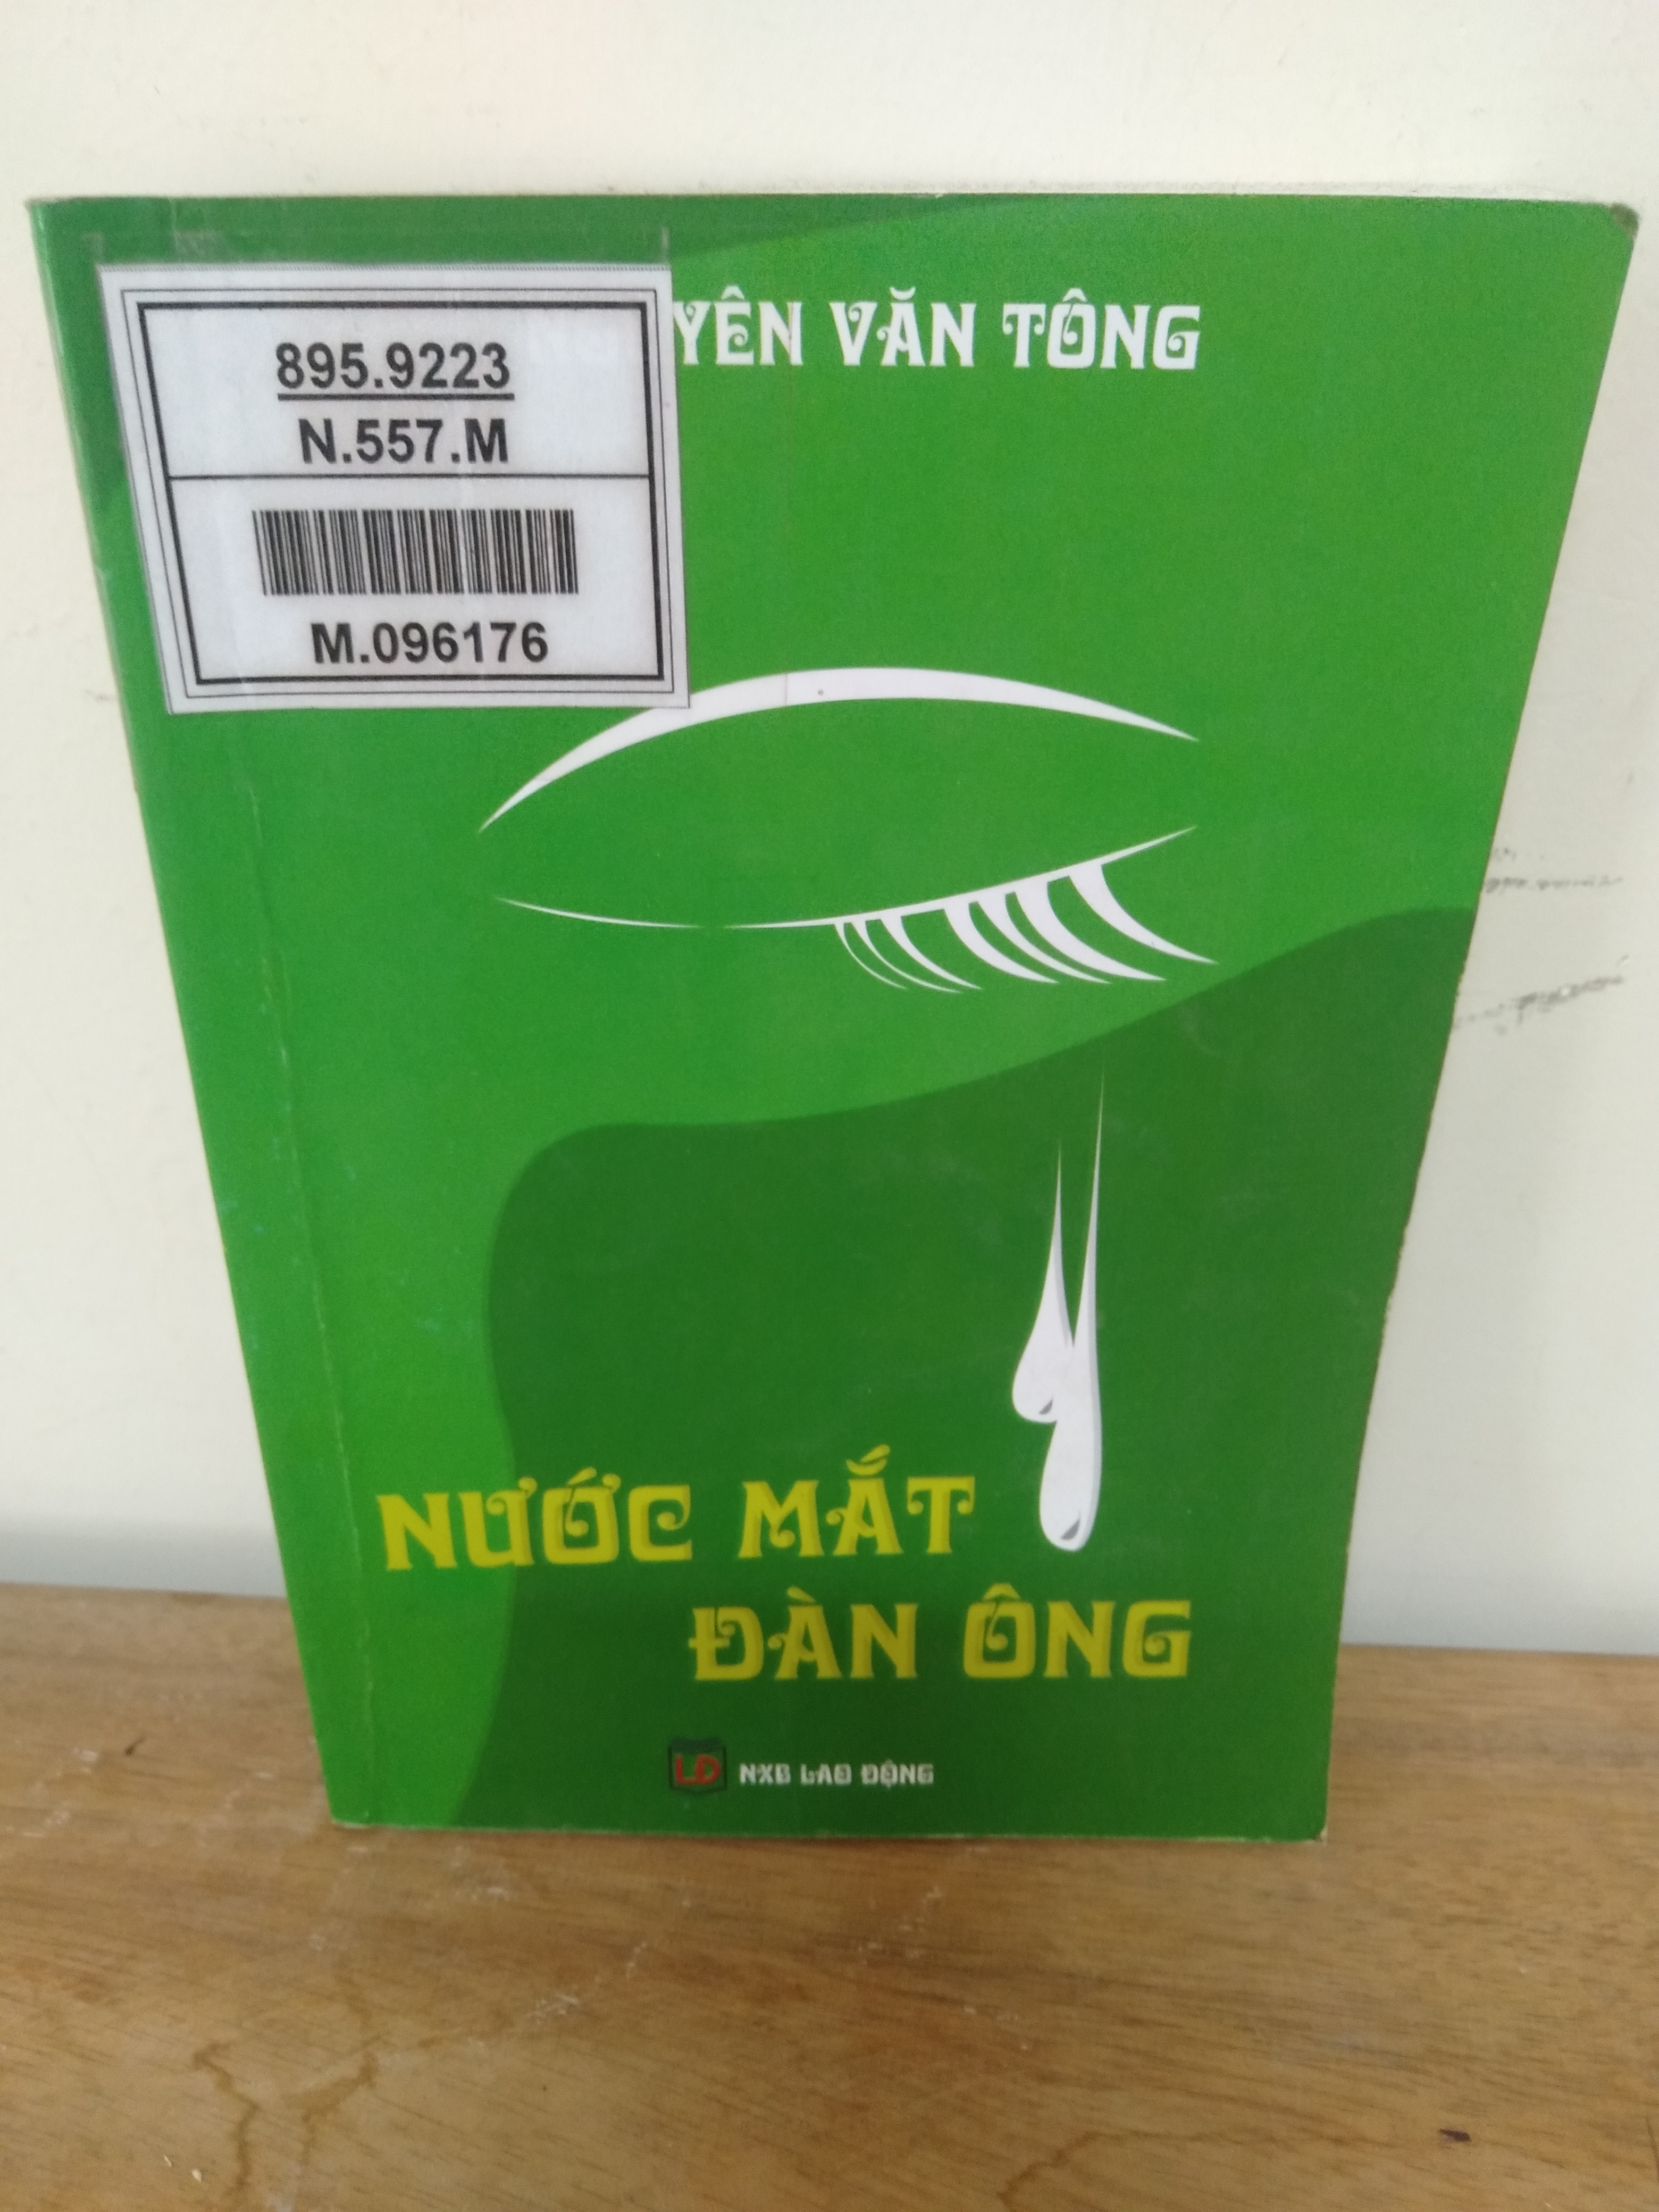 895.9223
N.557.M
M.096176
YÊN VĂN TÔNG
NƯỚC MẮT
ĐÀN ÔNG
LĐ NXB LAO ĐỘNG